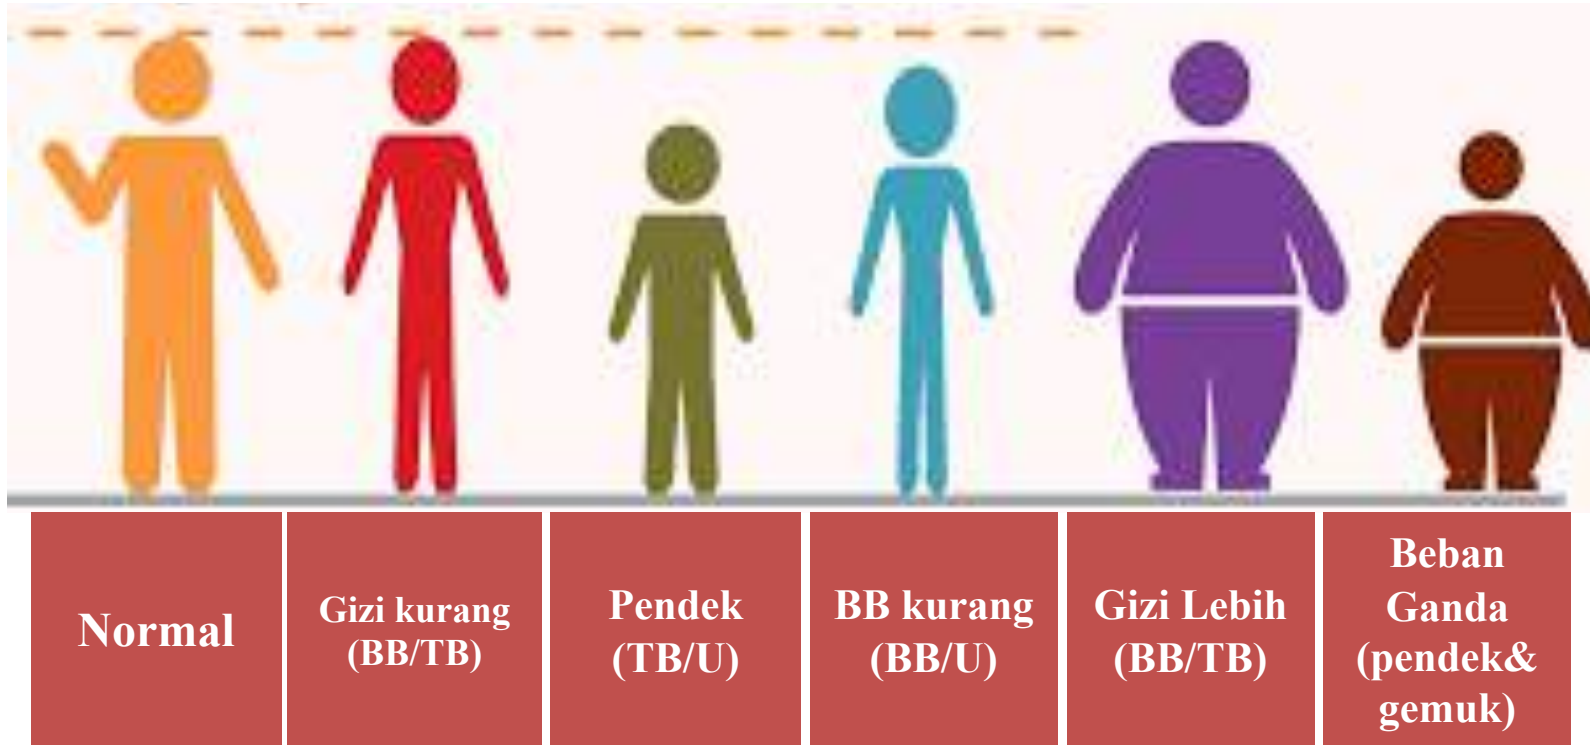 Normal
Gizi kurang
(BB/TB)
Pendek
(TB/U)
BB kurang
(BB/U)
Gizi Lebih
(BB/TB)
Beban
Ganda
(pendek&
gemuk)